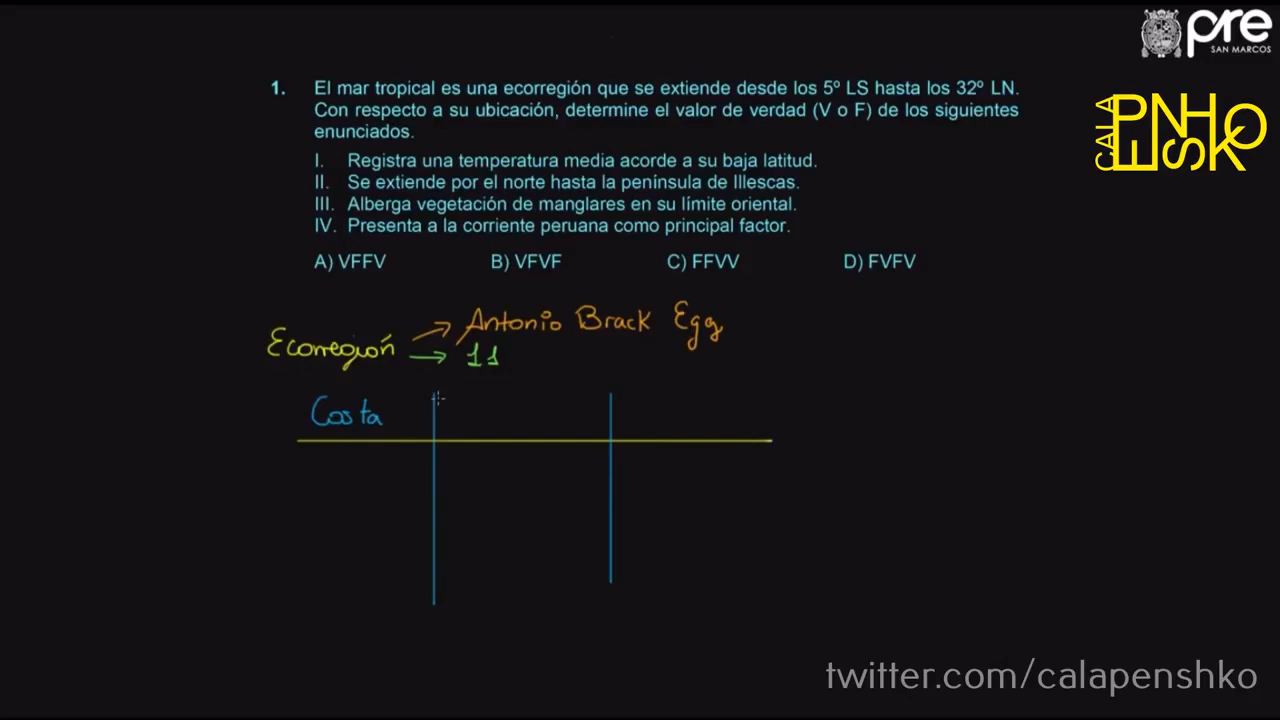 pre
SAN MARCOS
CALA
PENSHKO
1. El mar tropical es una ecorregión que se extiende desde los 5º LS hasta los 32º LN.
Con respecto a su ubicación, determine el valor de verdad (V o F) de los siguientes
enunciados.
I. Registra una temperatura media acorde a su baja latitud.
II. Se extiende por el norte hasta la península de Illescas.
III. Alberga vegetación de manglares en su límite oriental.
IV. Presenta a la corriente peruana como principal factor.
A) VFFV B) VFVF C) FFVV D) FVFV
Ecorregión → Antonio Brack Egg
→ 11
Costa
twitter.com/calapenshko